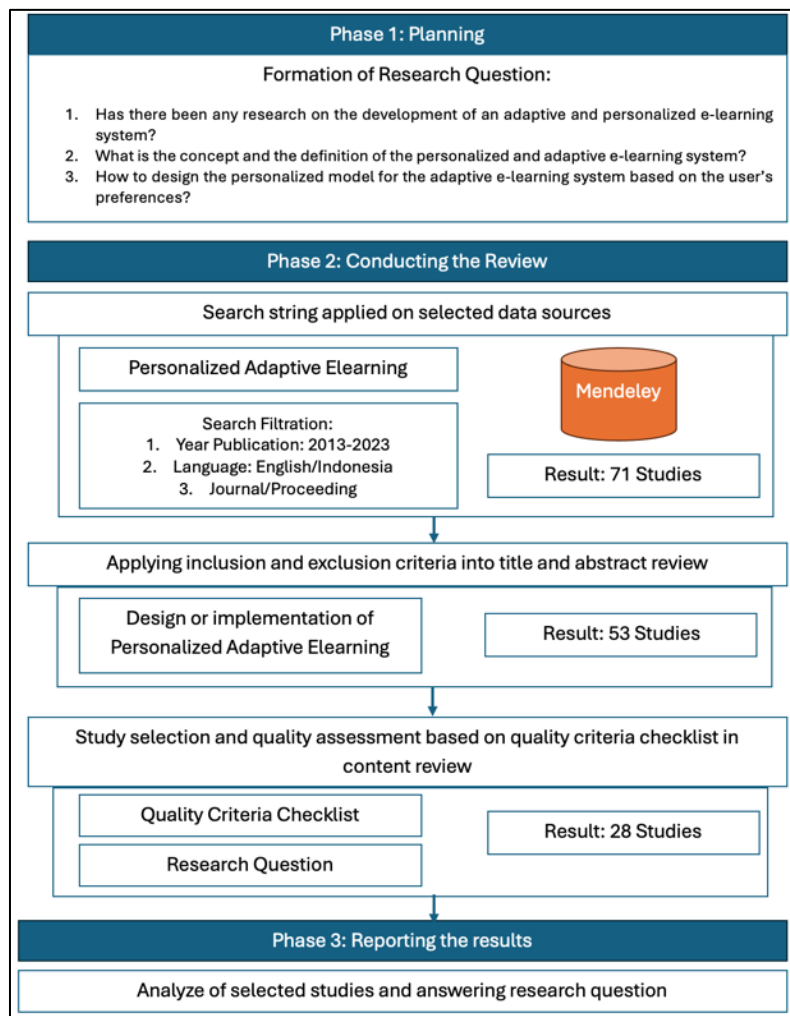 Phase 1: Planning
Formation of Research Question:
1. Has there been any research on the development of an adaptive and personalized e-learning
system?
2. What is the concept and the definition of the personalized and adaptive e-learning system?
3. How to design the personalized model for the adaptive e-learning system based on the user's
preferences?
Phase 2: Conducting the Review
Search string applied on selected data sources
Personalized Adaptive Elearning
Search Filtration:
1. Year Publication: 2013-2023
2. Language: English/Indonesia
3. Journal/Proceeding
Mendeley
Result: 71 Studies
Applying inclusion and exclusion criteria into title and abstract review
Design or implementation of
Personalized Adaptive Elearning
Result: 53 Studies
Study selection and quality assessment based on quality criteria checklist in
content review
Quality Criteria Checklist
Research Question
Result: 28 Studies
Phase 3: Reporting the results
Analyze of selected studies and answering research question